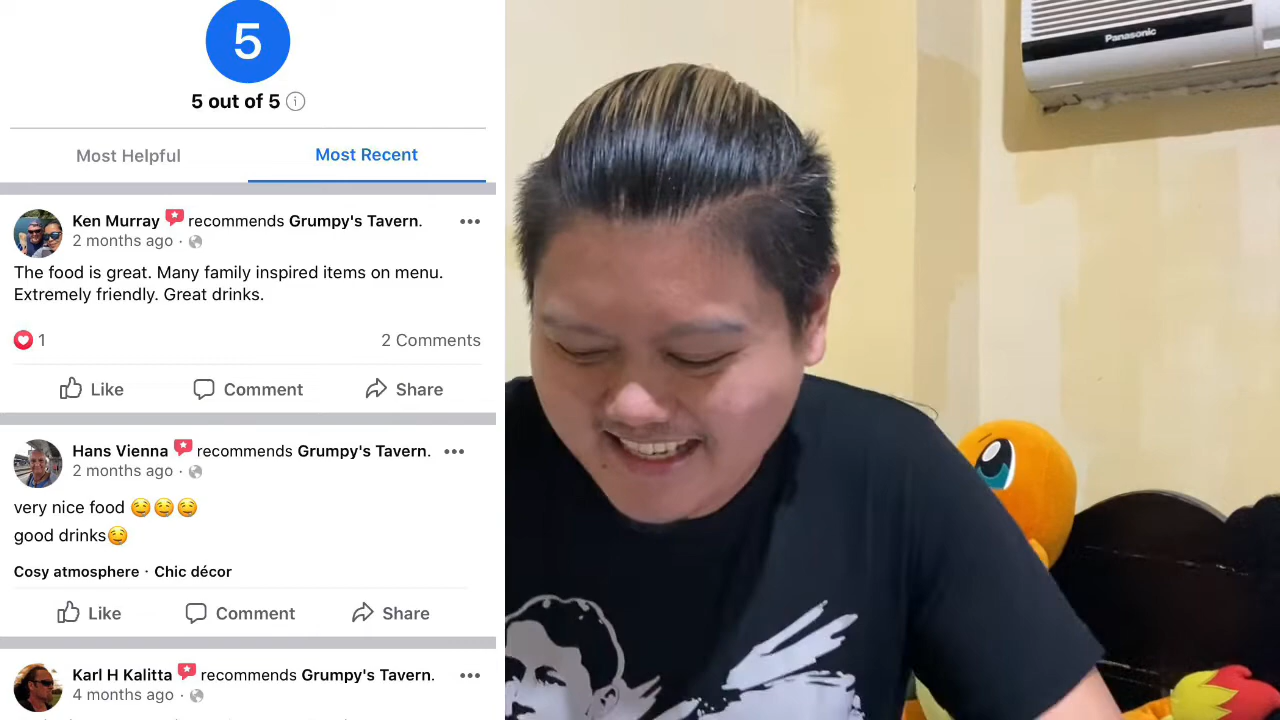 5
5 out of 5
Most Helpful
Most Recent
Ken Murray recommends Grumpy's Tavern.
2 months ago ·
The food is great. Many family inspired items on menu.
Extremely friendly. Great drinks.
1
2 Comments
Like
Comment
Share
Hans Vienna recommends Grumpy's Tavern.
2 months ago ·
very nice food 🤤🤤🤤
good drinks🤤
Cosy atmosphere · Chic décor
Like
Comment
Share
Karl H Kalitta recommends Grumpy's Tavern.
4 months ago ·
Panasonic